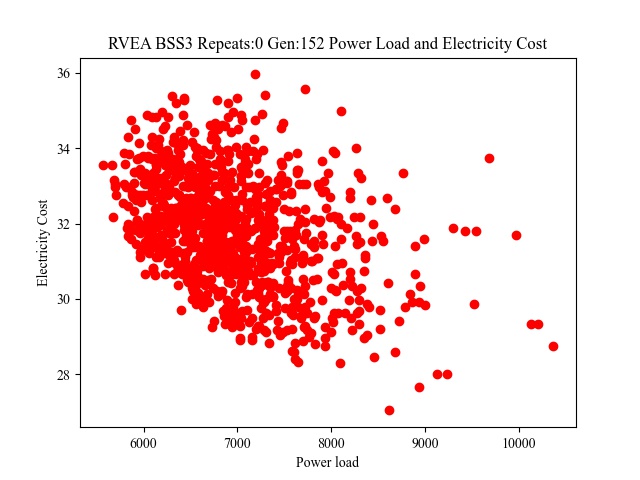 RVEA BSS3 Repeats:0 Gen:152 Power Load and Electricity Cost
36
34
32
30
28
Electricity Cost
6000 7000 8000 9000 10000
Power load